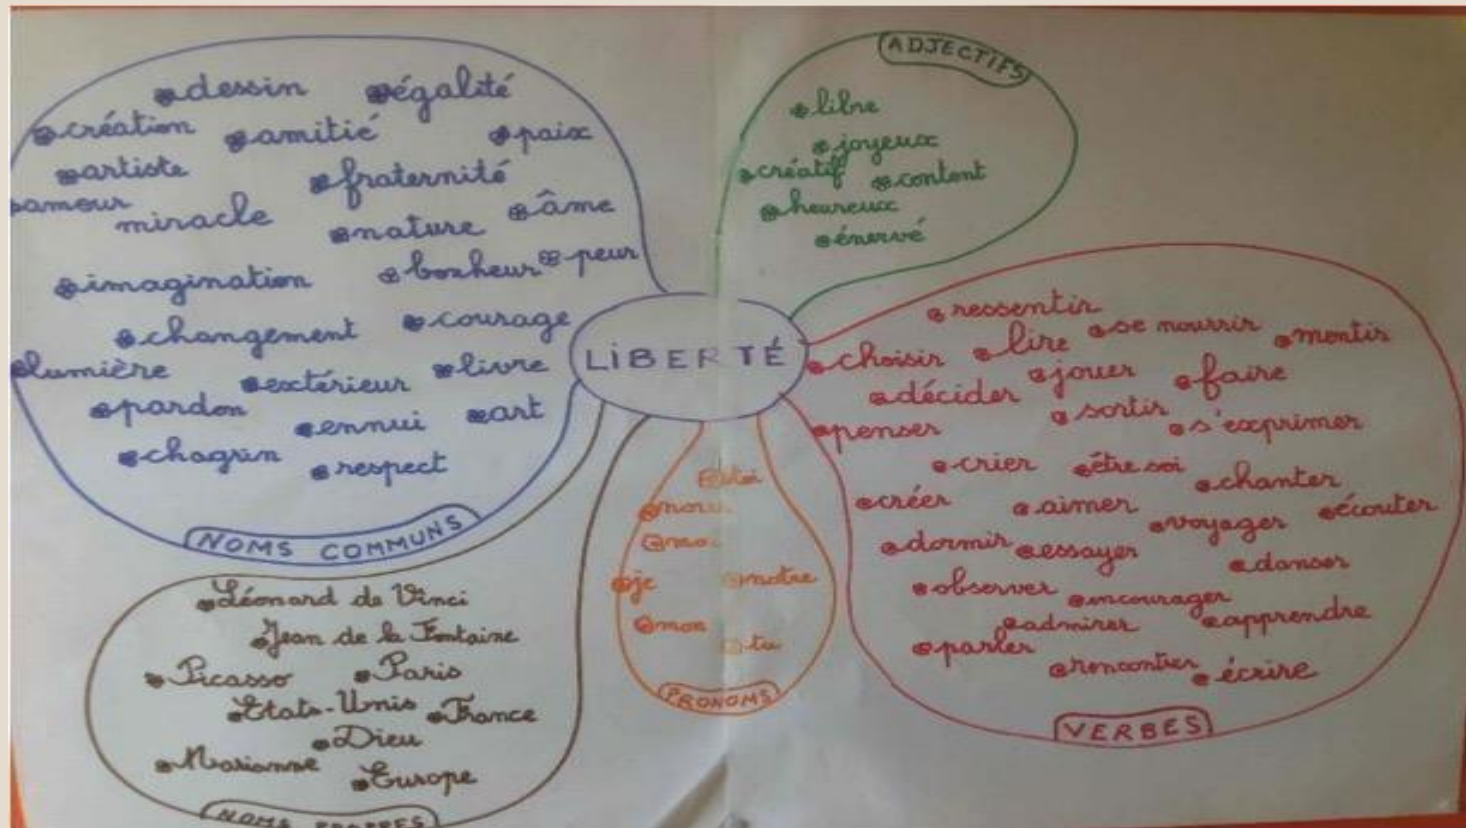 dessin égalité
création amitié paix
artiste fraternité
amour miracle nature âme
imagination bonheur peur
changement courage
lumière extérieur livre
pardon ennui art
chagrin respect
NOMS COMMUNS
ADJECTIFS
libre
joyeux
créatif content
heureux
énervé
LIBERTÉ
ressentir
choisir lire se nourrir mentir
décider jouer faire
penser sortir s'exprimer
crier être soi chanter
créer aimer voyager écouter
dormir essayer danser
observer encourager
admirer apprendre
parler rencontrer écrire
VERBES
toi
je notre
mon
tu
PRONOMS
Léonard de Vinci
Jean de la Fontaine
Picasso Paris
Etats-Unis France
Dieu
Marianne Europe
NOMS PROPRES